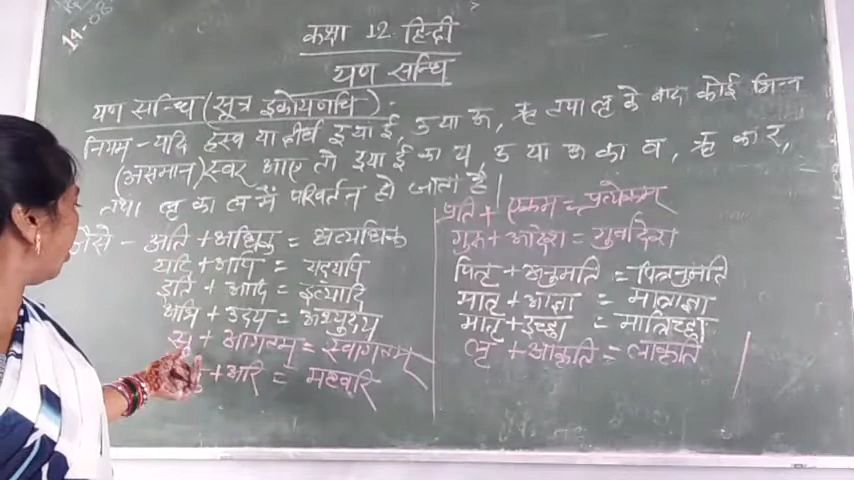 14-08
कक्षा 12 हिन्दी
यण सन्धि
यण सन्धि (सूत्र इकोयणचि)
नियम - यदि ह्रस्व या दीर्घ इ या ई, उ या ऊ, ऋ तथा लृ के बाद कोई भिन्न
(असमान) स्वर आए तो इ या ई का य, उ या ऊ का व, ऋ का र,
तथा लृ का ल में परिवर्तन हो जाता है।
जैसे - अति + अधिक = अत्यधिक
यदि + अपि = यद्यपि
इति + आदि = इत्यादि
अभि + उदय = अभ्युदय
सु + आगतम् = स्वागतम्
+ अरि = मध्वरि
प्रति + एकम = प्रत्येकम्
गुरु + आदेश = गुर्वादेश
पितृ + अनुमति = पित्रनुमति
मातृ + आज्ञा = मात्राज्ञा
मातृ + इच्छा = मात्रिच्छा
लृ + आकृति = लाकृति